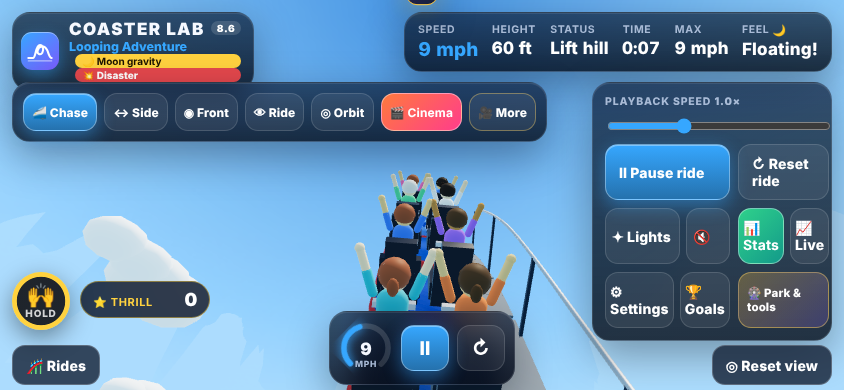 COASTER LAB 8.6
Looping Adventure
Moon gravity
Disaster
SPEED HEIGHT STATUS TIME MAX FEEL
9 mph 60 ft Lift hill 0:07 9 mph Floating!
Chase Side Front Ride Orbit Cinema More
PLAYBACK SPEED 1.0×
Pause ride
Reset ride
Lights
Stats
Live
Settings
Goals
Park & tools
HOLD
THRILL 0
9
MPH
Rides
Reset view